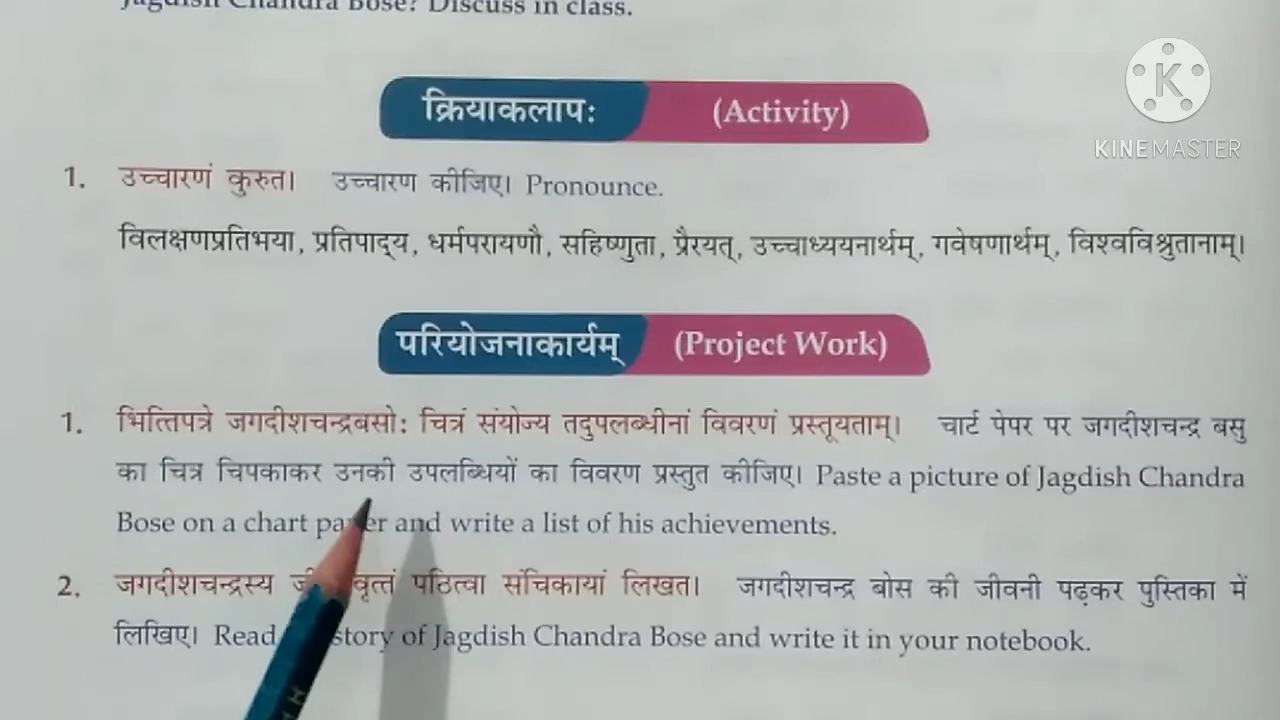 Jagdish Chandra Bose? Discuss in class.
क्रियाकलापः (Activity)
K
KINEMASTER
1. उच्चारणं कुरुत। उच्चारण कीजिए। Pronounce.
विलक्षणप्रतिभया, प्रतिपाद्य, धर्मपरायणौ, सहिष्णुता, प्रैरयत्, उच्चाध्ययनार्थम्, गवेषणार्थम्, विश्वविश्रुतानाम्।
परियोजनाकार्यम् (Project Work)
1. भित्तिपत्रे जगदीशचन्द्रबसोः चित्रं संयोज्य तदुपलब्धीनां विवरणं प्रस्तूयताम्। चार्ट पेपर पर जगदीशचन्द्र बसु
का चित्र चिपकाकर उनकी उपलब्धियों का विवरण प्रस्तुत कीजिए। Paste a picture of Jagdish Chandra
Bose on a chart paper and write a list of his achievements.
2. जगदीशचन्द्रस्य पठित्वा संचिकायां लिखत। जगदीशचन्द्र बोस की जीवनी पढ़कर पुस्तिका में
लिखिए। Read story of Jagdish Chandra Bose and write it in your notebook.